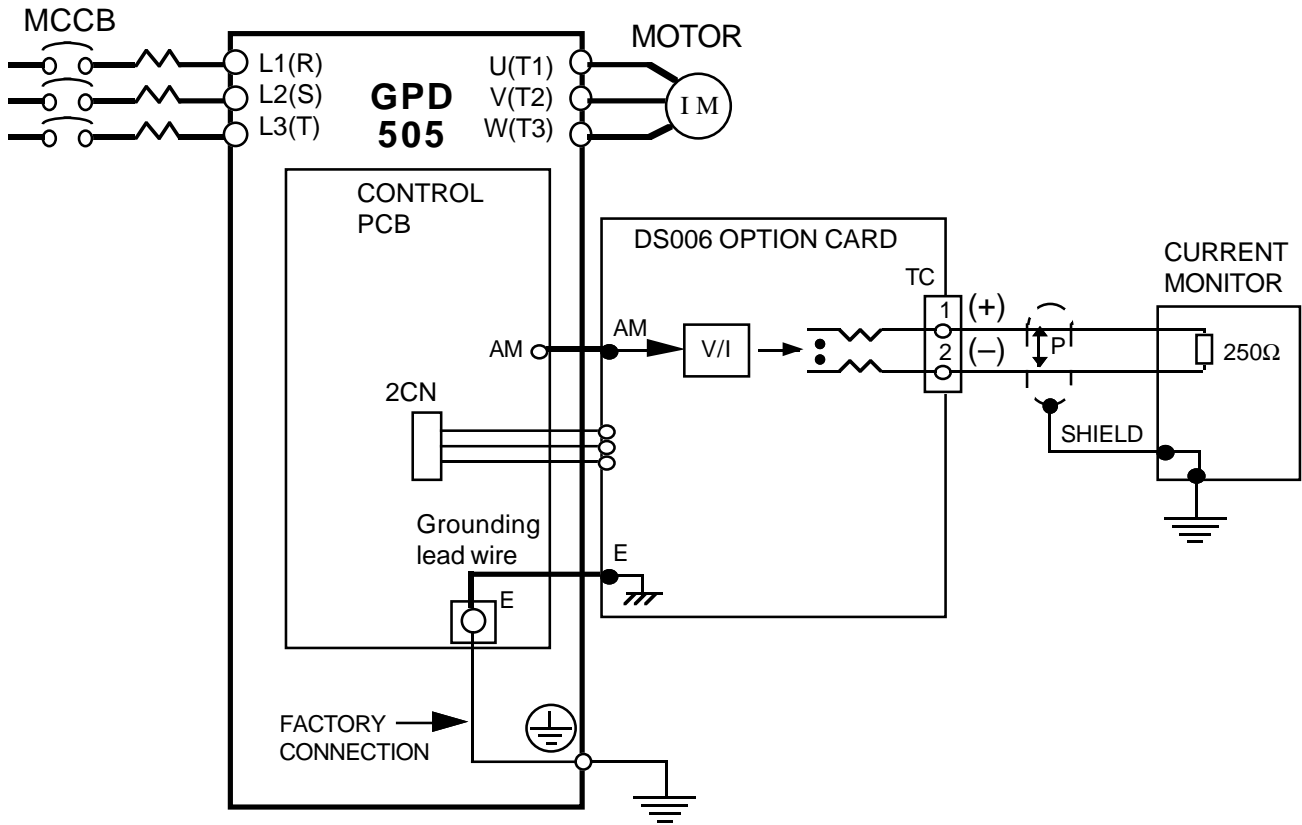 MCCB
MOTOR
L1(R)
L2(S)
L3(T)
GPD
505
U(T1)
V(T2)
W(T3)
I M
CONTROL
PCB
DS006 OPTION CARD
TC
CURRENT
MONITOR
1
(+)
AM
AM
V/I
2
(–)
P
250Ω
2CN
SHIELD
Grounding
lead wire
E
E
FACTORY
CONNECTION